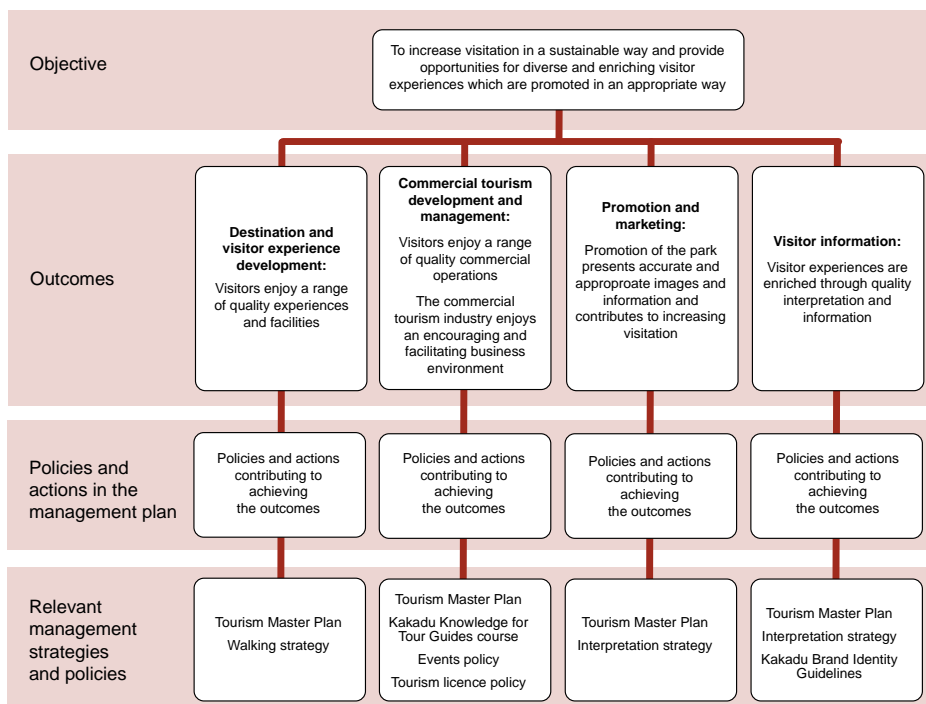 Objective
To increase visitation in a sustainable way and provide
opportunities for diverse and enriching visitor
experiences which are promoted in an appropriate way
Outcomes
Destination and
visitor experience
development:
Visitors enjoy a range
of quality experiences
and facilities
Commercial tourism
development and
management:
Visitors enjoy a range
of quality commercial
operations
The commercial
tourism industry enjoys
an encouraging and
facilitating business
environment
Promotion and
marketing:
Promotion of the park
presents accurate and
approproate images and
information and
contributes to increasing
visitation
Visitor information:
Visitor experiences are
enriched through quality
interpretation and
information
Policies and
actions in the
management plan
Policies and actions
contributing to
achieving
the outcomes
Policies and actions
contributing to
achieving
the outcomes
Policies and actions
contributing to
achieving
the outcomes
Policies and actions
contributing to
achieving
the outcomes
Relevant
management
strategies
and policies
Tourism Master Plan
Walking strategy
Tourism Master Plan
Kakadu Knowledge for
Tour Guides course
Events policy
Tourism licence policy
Tourism Master Plan
Interpretation strategy
Tourism Master Plan
Interpretation strategy
Kakadu Brand Identity
Guidelines